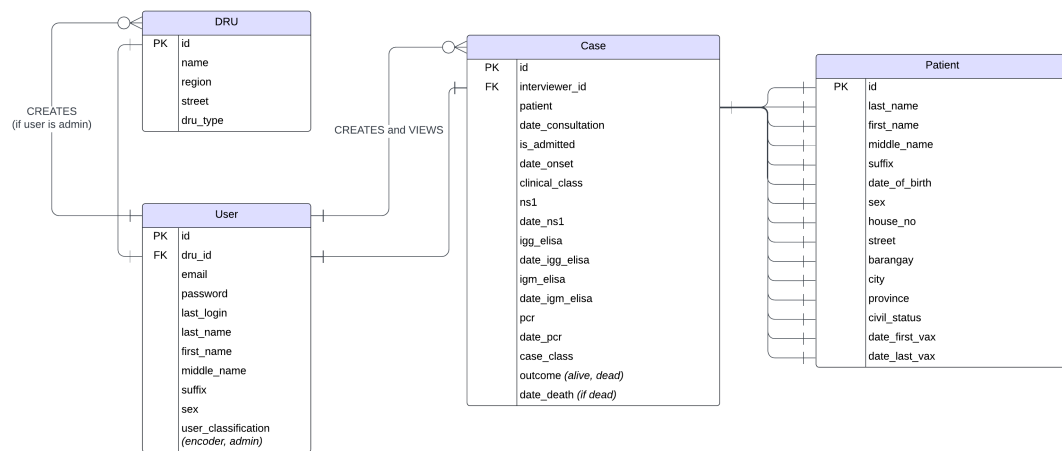 DRU
PK id
name
region
street
dru_type
CREATES
(if user is admin)
User
PK id
FK dru_id
email
password
last_login
last_name
first_name
middle_name
suffix
sex
user_classification
(encoder, admin)
CREATES and VIEWS
Case
PK id
FK interviewer_id
patient
date_consultation
is_admitted
date_onset
clinical_class
ns1
date_ns1
igg_elisa
date_igg_elisa
igm_elisa
date_igm_elisa
pcr
date_pcr
case_class
outcome (alive, dead)
date_death (if dead)
Patient
PK id
last_name
first_name
middle_name
suffix
date_of_birth
sex
house_no
street
barangay
city
province
civil_status
date_first_vax
date_last_vax